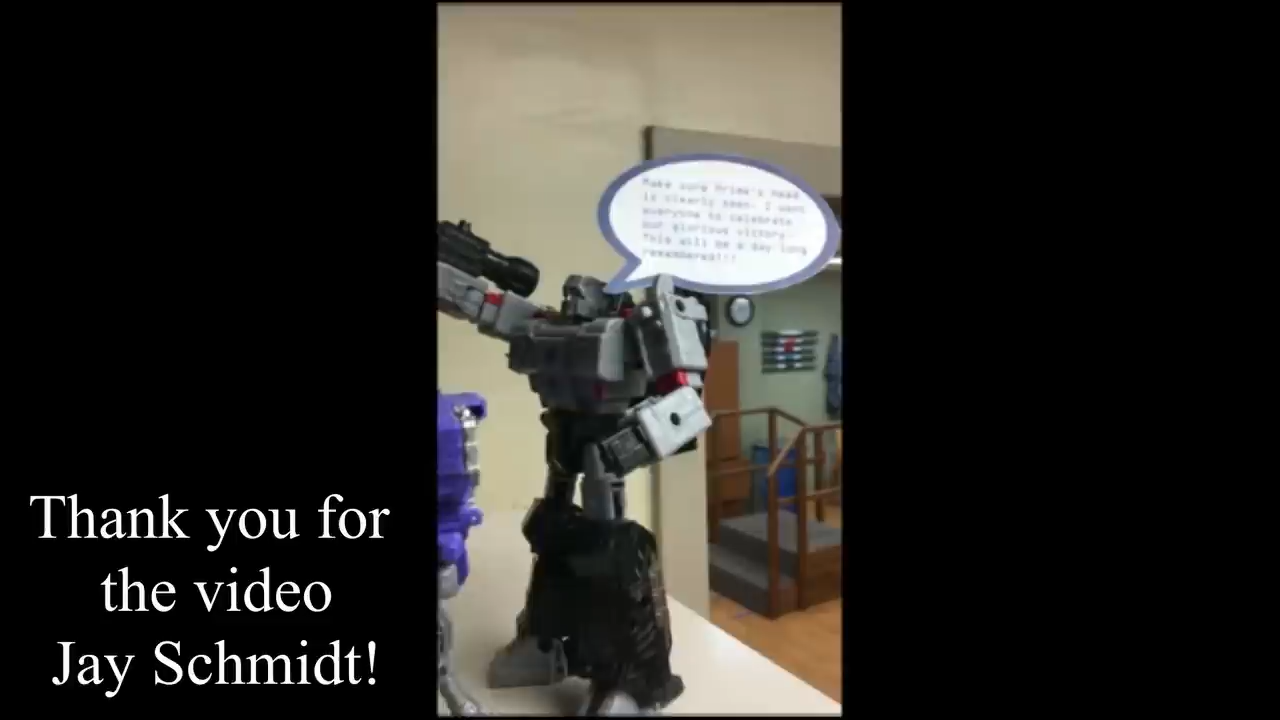 Make sure Prime's head
is clearly seen. I want
everyone to celebrate
our glorious victory.
This will be a day long
remembered!!!
Thank you for
the video
Jay Schmidt!